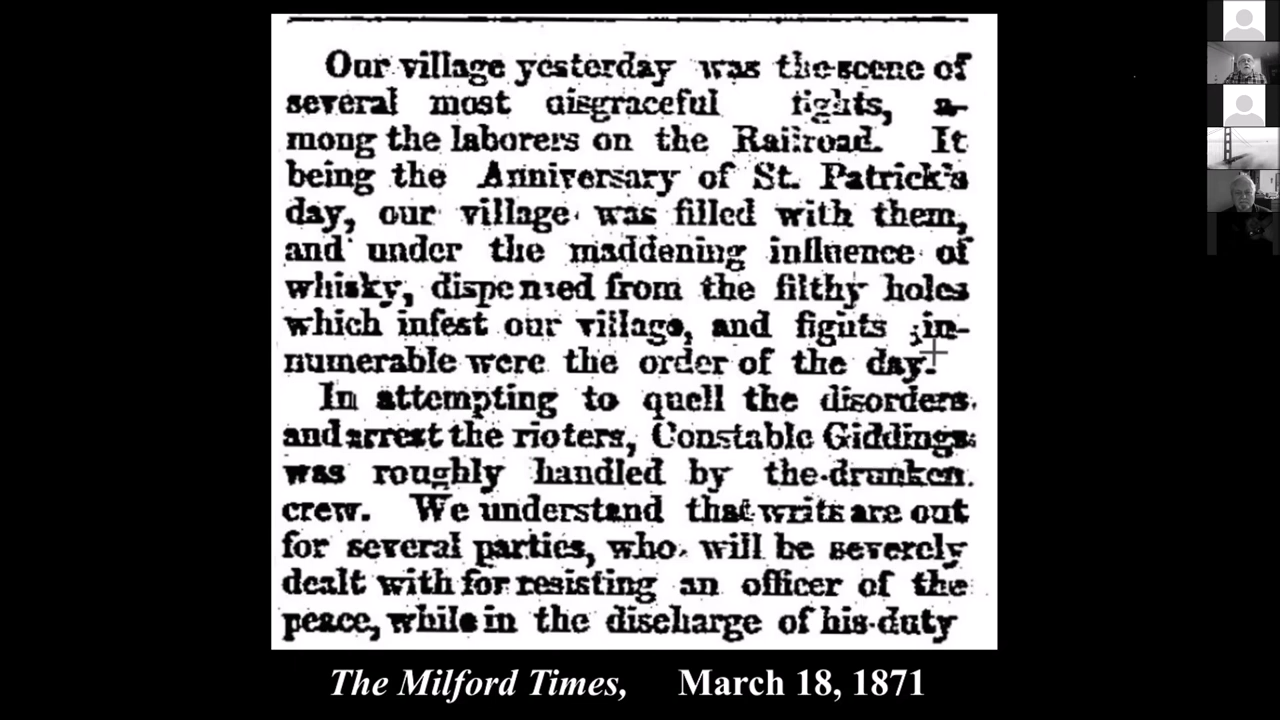 Our village yesterday was the scene of
several most disgraceful fights, a-
mong the laborers on the Railroad. It
being the Anniversary of St. Patrick's
day, our village was filled with them,
and under the maddening influence of
whisky, dispensed from the filthy holes
which infest our village, and fights in-
numerable were the order of the day.
In attempting to quell the disorders
and arrest the rioters, Constable Giddings
was roughly handled by the drunken
crew. We understand that writs are out
for several parties, who will be severely
dealt with for resisting an officer of the
peace, while in the discharge of his duty
The Milford Times, March 18, 1871